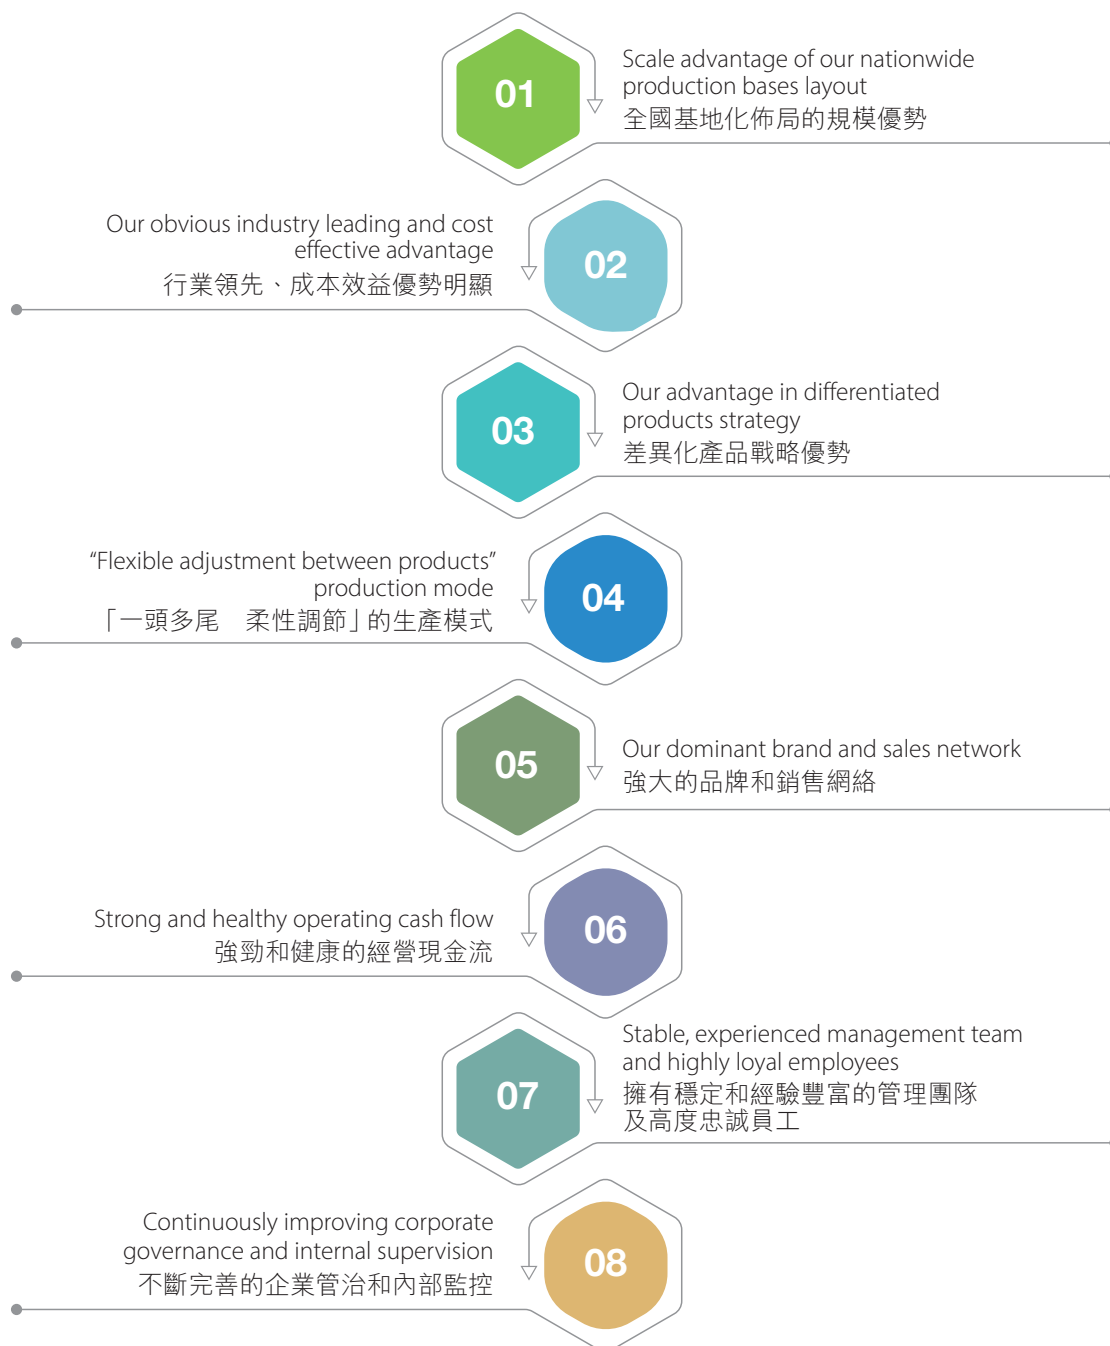 01
Scale advantage of our nationwide
production bases layout
全國基地化佈局的規模優勢
Our obvious industry leading and cost
effective advantage
行業領先、成本效益優勢明顯
02
03
Our advantage in differentiated
products strategy
差異化產品戰略優勢
“Flexible adjustment between products”
production mode
「一頭多尾　柔性調節」的生產模式
04
05
Our dominant brand and sales network
強大的品牌和銷售網絡
Strong and healthy operating cash flow
強勁和健康的經營現金流
06
07
Stable, experienced management team
and highly loyal employees
擁有穩定和經驗豐富的管理團隊
及高度忠誠員工
Continuously improving corporate
governance and internal supervision
不斷完善的企業管治和內部監控
08